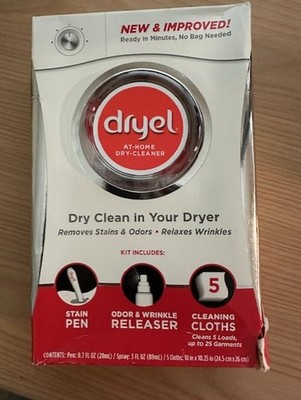 NEW & IMPROVED!
Ready in Minutes, No Bag Needed
dryel
AT-HOME
DRY-CLEANER
Dry Clean in Your Dryer
Removes Stains & Odors • Relaxes Wrinkles
KIT INCLUDES:
5
STAIN
PEN
ODOR & WRINKLE
RELEASER
CLEANING
CLOTHS
Cleans 5 Loads,
up to 25 Garments
CONTENTS: Pen: 0.7 FL OZ (20mL) / Spray: 3 FL OZ (89mL) / 5 Cloths: 10 in x 10.25 in (24.5 cm x 26 cm)